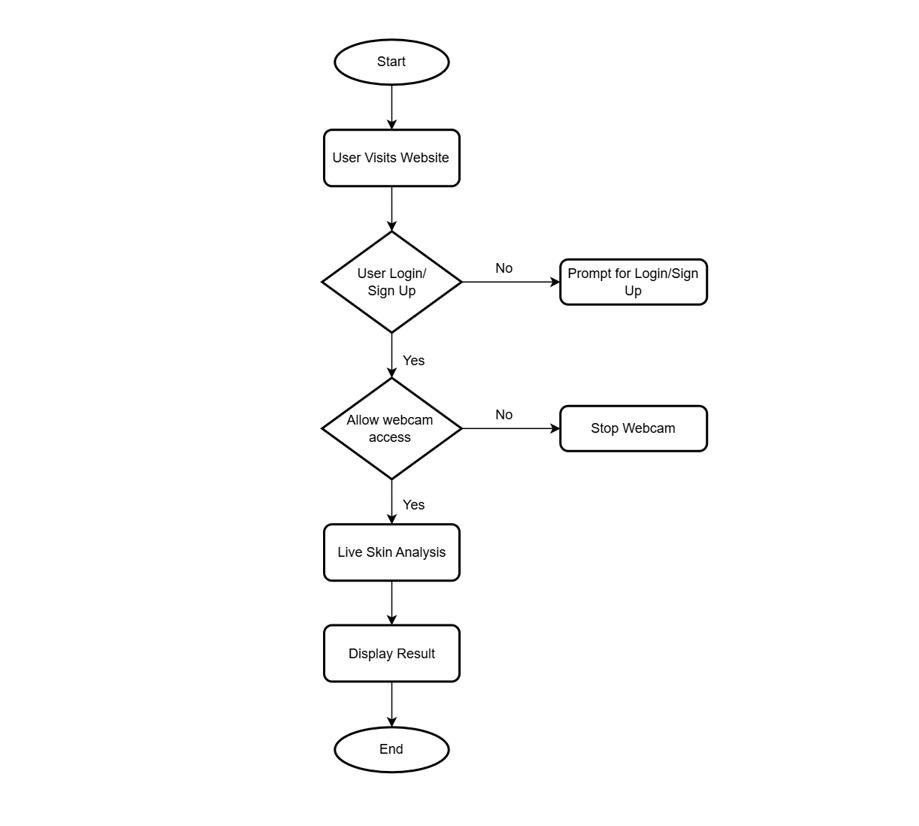 Start
User Visits Website
User Login/
Sign Up
No
Prompt for Login/Sign
Up
Yes
Allow webcam
access
No
Stop Webcam
Yes
Live Skin Analysis
Display Result
End